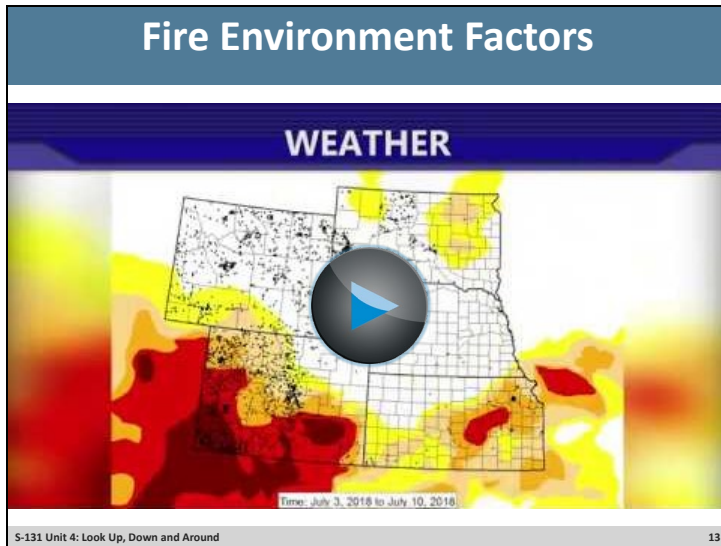 Fire Environment Factors
WEATHER
Time: July 3, 2018 to July 10, 2018
S-131 Unit 4: Look Up, Down and Around 13